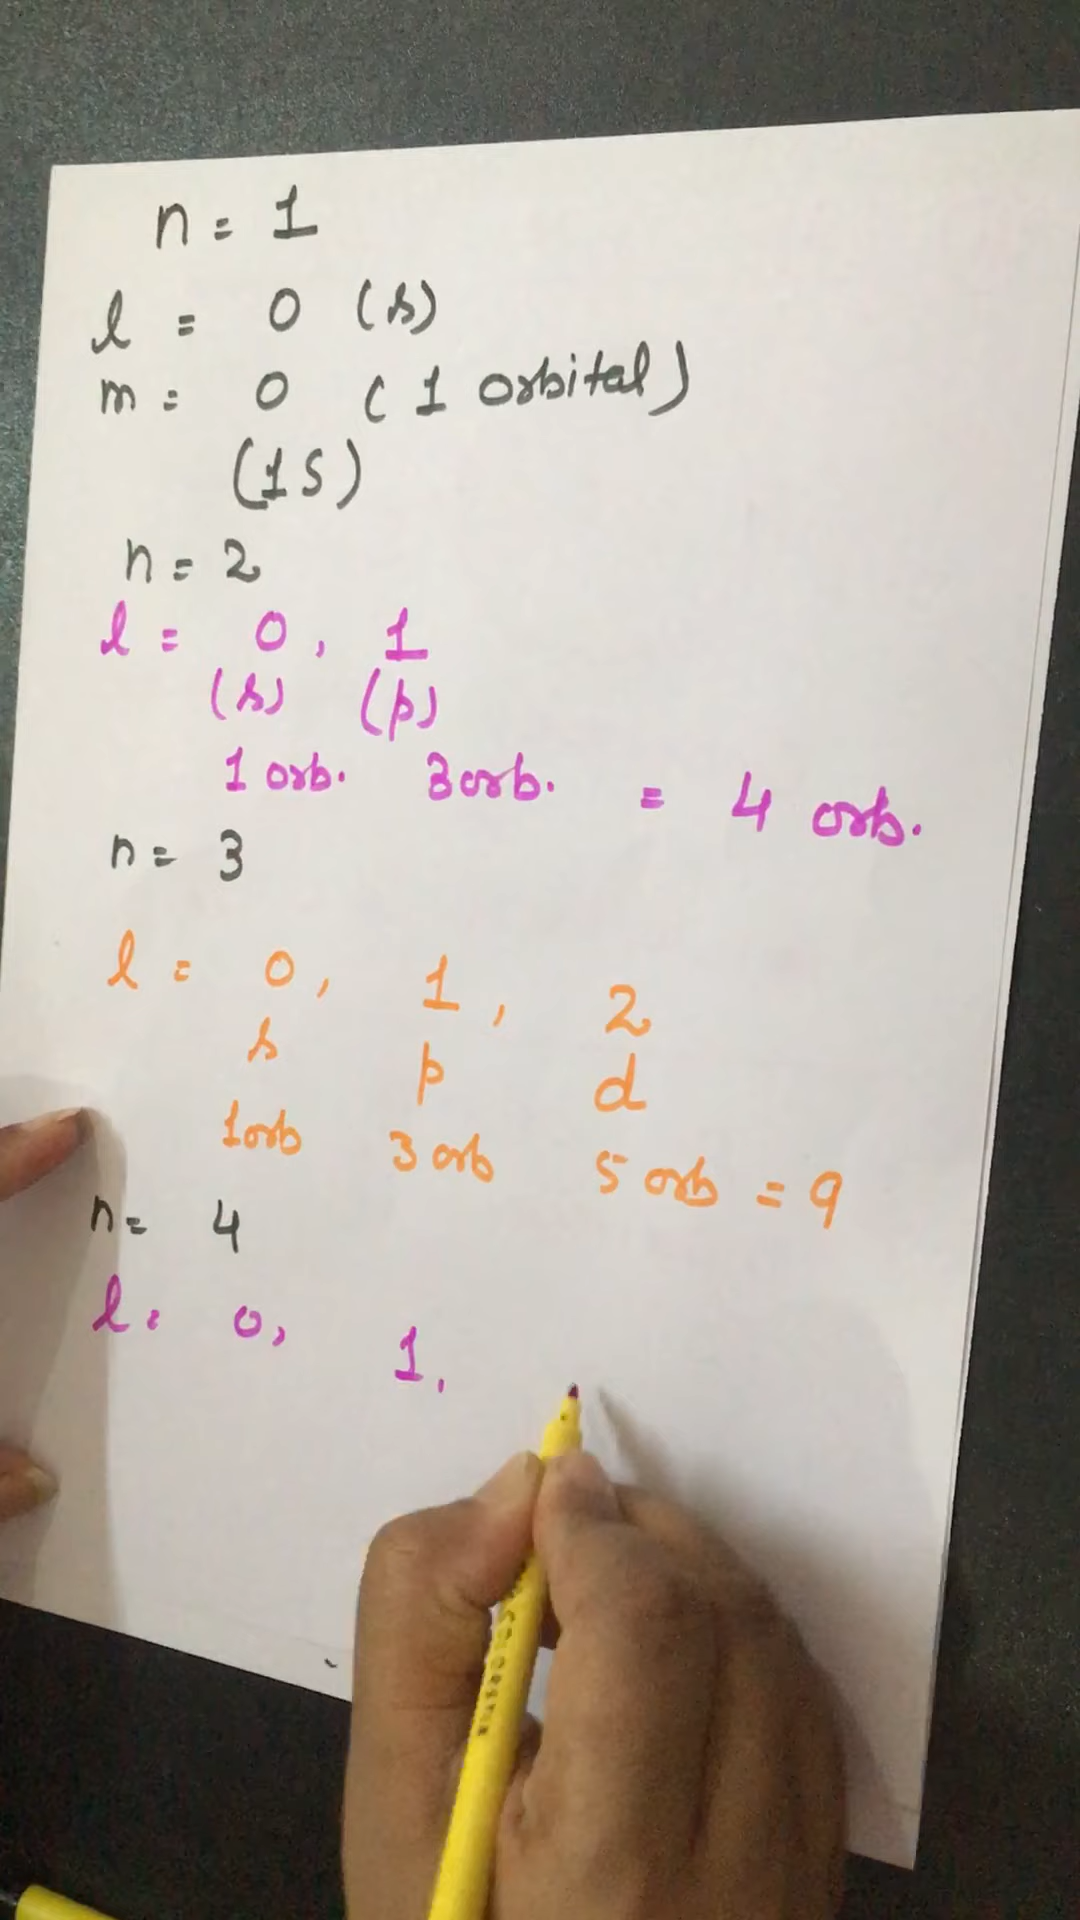 n = 1
l = 0 (s)
m = 0 (1 orbital)
(1S)
n = 2
l = 0, 1
(s) (p)
1 orb. 3 orb. = 4 orb.
n = 3
l = 0, 1, 2
s p d
1 orb 3 orb 5 orb = 9
n = 4
l = 0, 1,